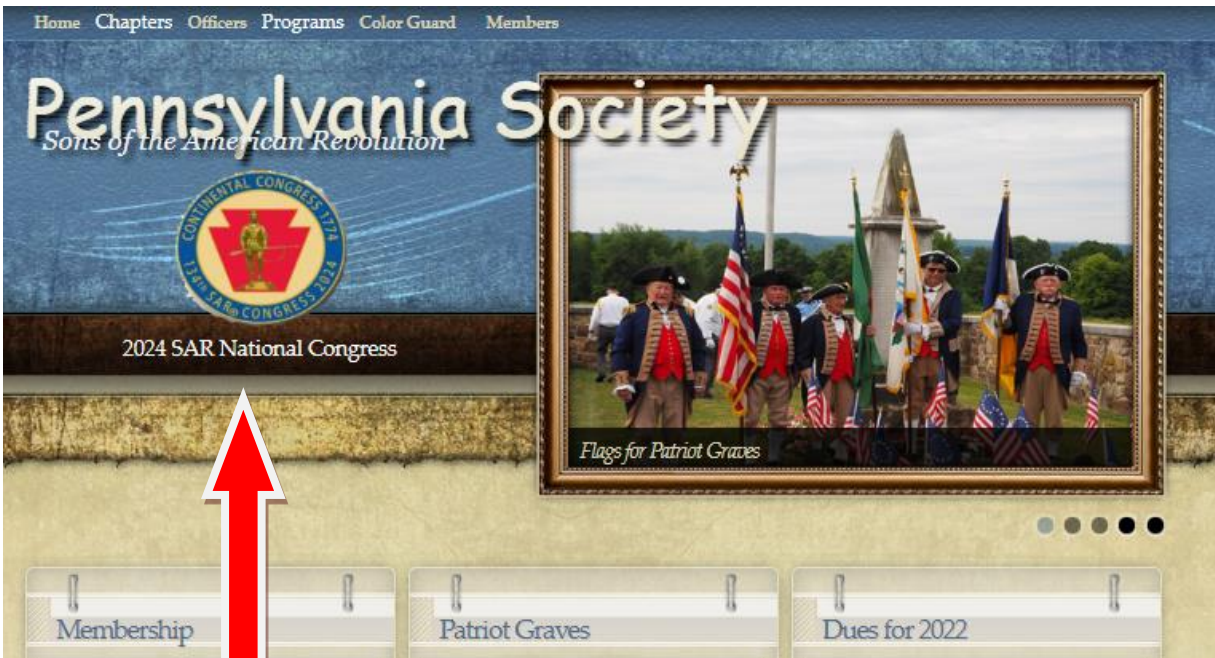 Home Chapters Officers Programs Color Guard Members
Pennsylvania Society
Sons of the American Revolution
CONTINENTAL CONGRESS 1774
134th SAR CONGRESS 2024
2024 SAR National Congress
Flags for Patriot Graves
Membership
Patriot Graves
Dues for 2022